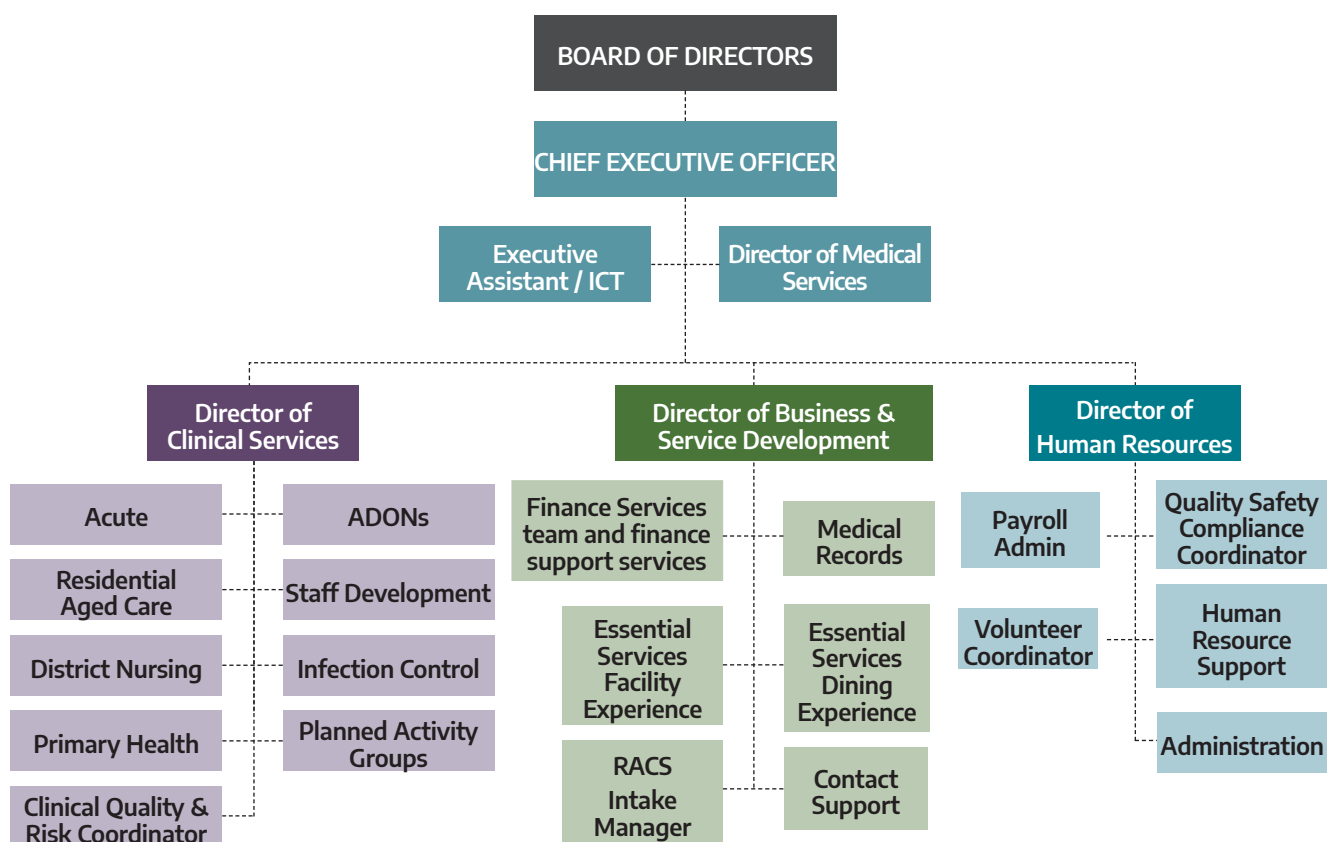 BOARD OF DIRECTORS
CHIEF EXECUTIVE OFFICER
Executive
Assistant / ICT
Director of Medical
Services
Director of
Clinical Services
Acute
ADONs
Residential
Aged Care
Staff Development
District Nursing
Infection Control
Primary Health
Planned Activity
Groups
Clinical Quality &
Risk Coordinator
Director of Business &
Service Development
Finance Services
team and finance
support services
Medical
Records
Essential
Services
Facility
Experience
Essential
Services
Dining
Experience
RACS
Intake
Manager
Contact
Support
Director of
Human Resources
Payroll
Admin
Quality Safety
Compliance
Coordinator
Volunteer
Coordinator
Human
Resource
Support
Administration